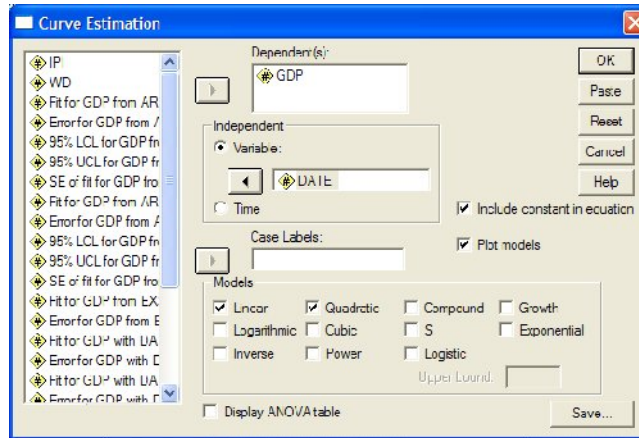 Curve Estimation
IP
WD
Fit for GDP from AR
Error for GDP from A
95% LCL for GDP fr
95% UCL for GDP fr
SE of fit for GDP fro
Fit for GDP from AR
Error for GDP from A
95% LCL for GDP fr
95% UCL for GDP fr
SE of fit for GDP fro
Fit for GDP from EX
Error for GDP from E
Fit for GDP with DA
Error for GDP with D
Fit for GDP with DA
Error for GDP with D
Dependent(s):
GDP
Independent
Variable:
DATE
Time
Case Labels:
OK
Paste
Reset
Cancel
Help
Include constant in equation
Plot models
Models
Linear Quadratic Compound Growth
Logarithmic Cubic S Exponential
Inverse Power Logistic
Upper bound:
Display ANOVA table
Save...